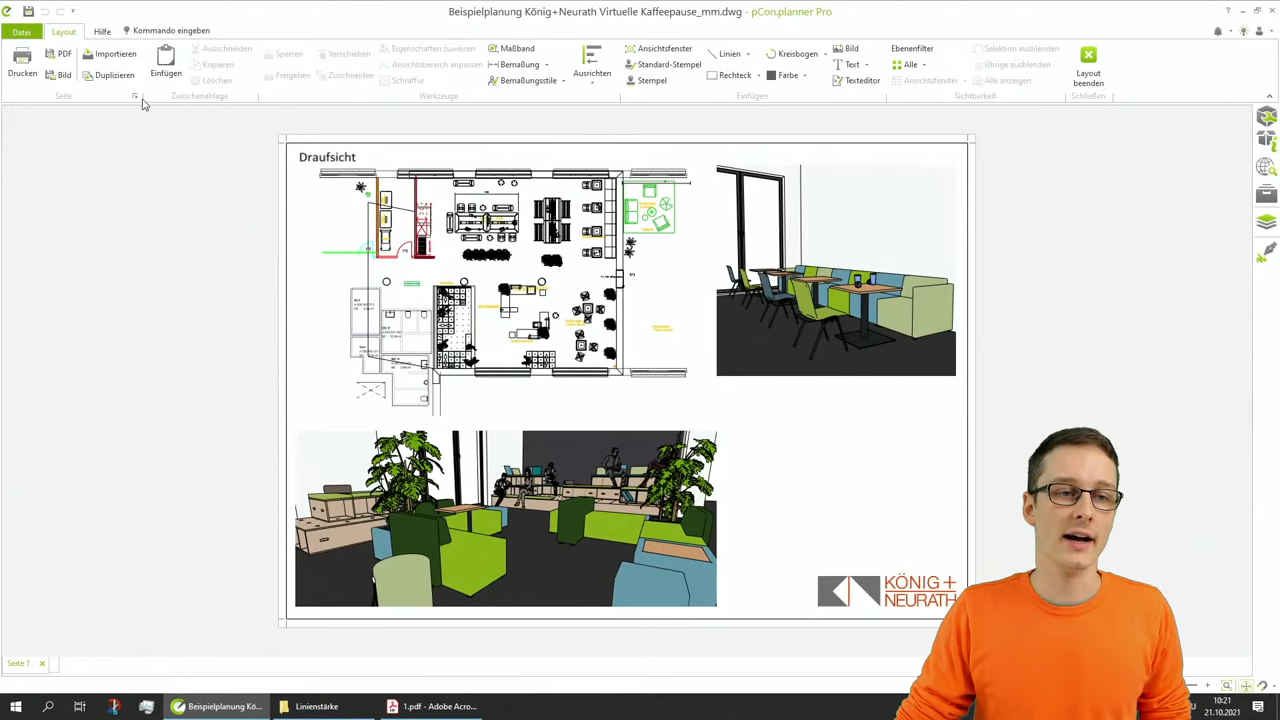 Beispielplanung König+Neurath Virtuelle Kaffeepause_mm.dwg - pCon.planner Pro
Datei Layout Hilfe Kommando eingeben
Drucken PDF Bild Importieren Duplizieren Seite
Einfügen Ausschneiden Kopieren Löschen Zwischenablage
Sperren Freigeben Verschieben Zuschneiden Eigenschaften zuweisen Ansichtsbereich anpassen Schraffur Maßband Bemaßung Bemaßungsstile Ausrichten Werkzeuge
Ansichtsfenster Standard-Stempel Stempel Linien Rechteck Kreisbogen Farbe Bild Text Texteditor Einfügen
Ebenenfilter Alle Ansichtsfenster Selektion ausblenden Übrige ausblenden Alle anzeigen Sichtbarkeit
Layout beenden Schließen
Draufsicht
KÖNIG+
NEURATH
Seite 1
Beispielplanung Kö... Linienstärke 1.pdf - Adobe Acro...
10:21
21.10.2021